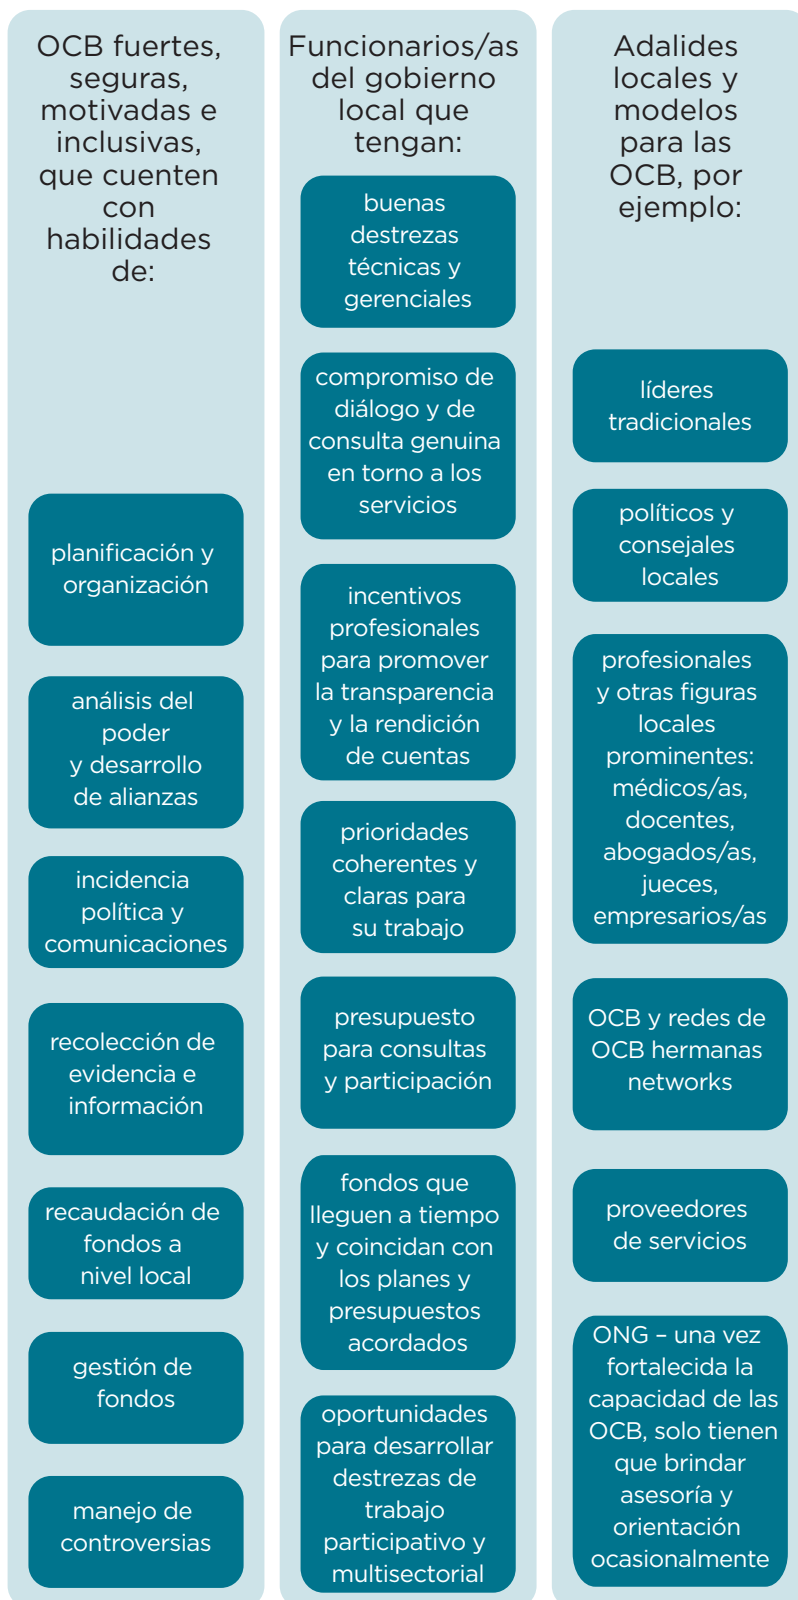 OCB fuertes,
seguras,
motivadas e
inclusivas,
que cuenten
con
habilidades
de:
planificación y
organización
análisis del
poder
y desarrollo
de alianzas
incidencia
política y
comunicaciones
recolección de
evidencia e
información
recaudación de
fondos a
nivel local
gestión de
fondos
manejo de
controversias
Funcionarios/as
del gobierno
local que
tengan:
buenas
destrezas
técnicas y
gerenciales
compromiso de
diálogo y de
consulta genuina
en torno a los
servicios
incentivos
profesionales
para promover
la transparencia
y la rendición
de cuentas
prioridades
coherentes y
claras para
su trabajo
presupuesto
para consultas
y participación
fondos que
lleguen a tiempo
y coincidan con
los planes y
presupuestos
acordados
oportunidades
para desarrollar
destrezas de
trabajo
participativo y
multisectorial
Adalides
locales y
modelos
para las
OCB, por
ejemplo:
líderes
tradicionales
políticos y
consejales
locales
profesionales
y otras figuras
locales
prominentes:
médicos/as,
docentes,
abogados/as,
jueces,
empresarios/as
OCB y redes de
OCB hermanas
networks
proveedores
de servicios
ONG – una vez
fortalecida la
capacidad de las
OCB, solo tienen
que brindar
asesoría y
orientación
ocasionalmente